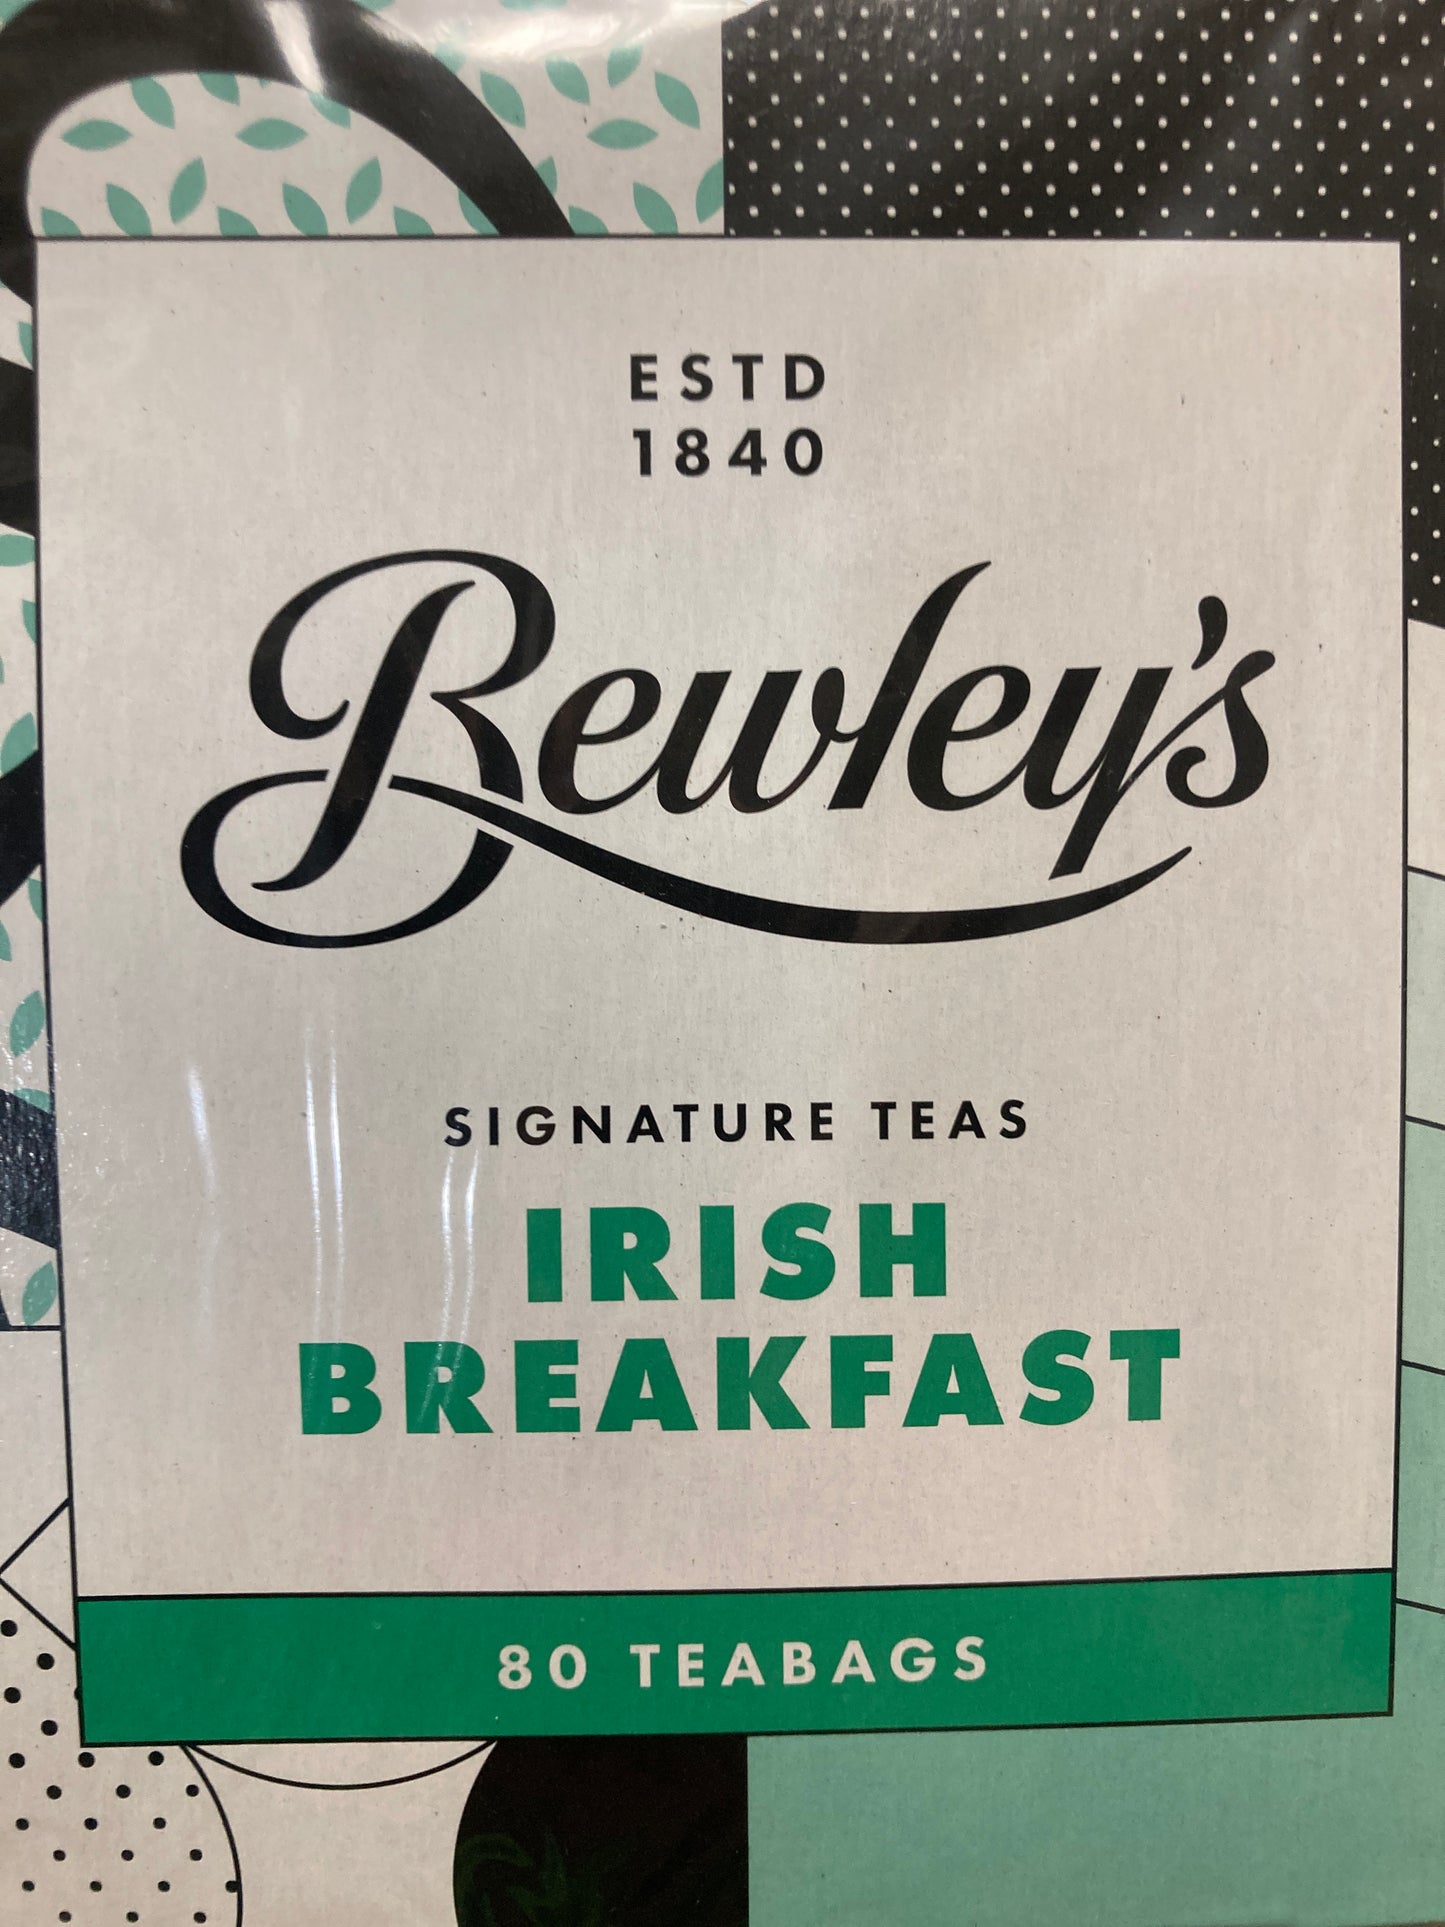 ESTD
1840
Bewley's
SIGNATURE TEAS
IRISH
BREAKFAST
80 TEABAGS